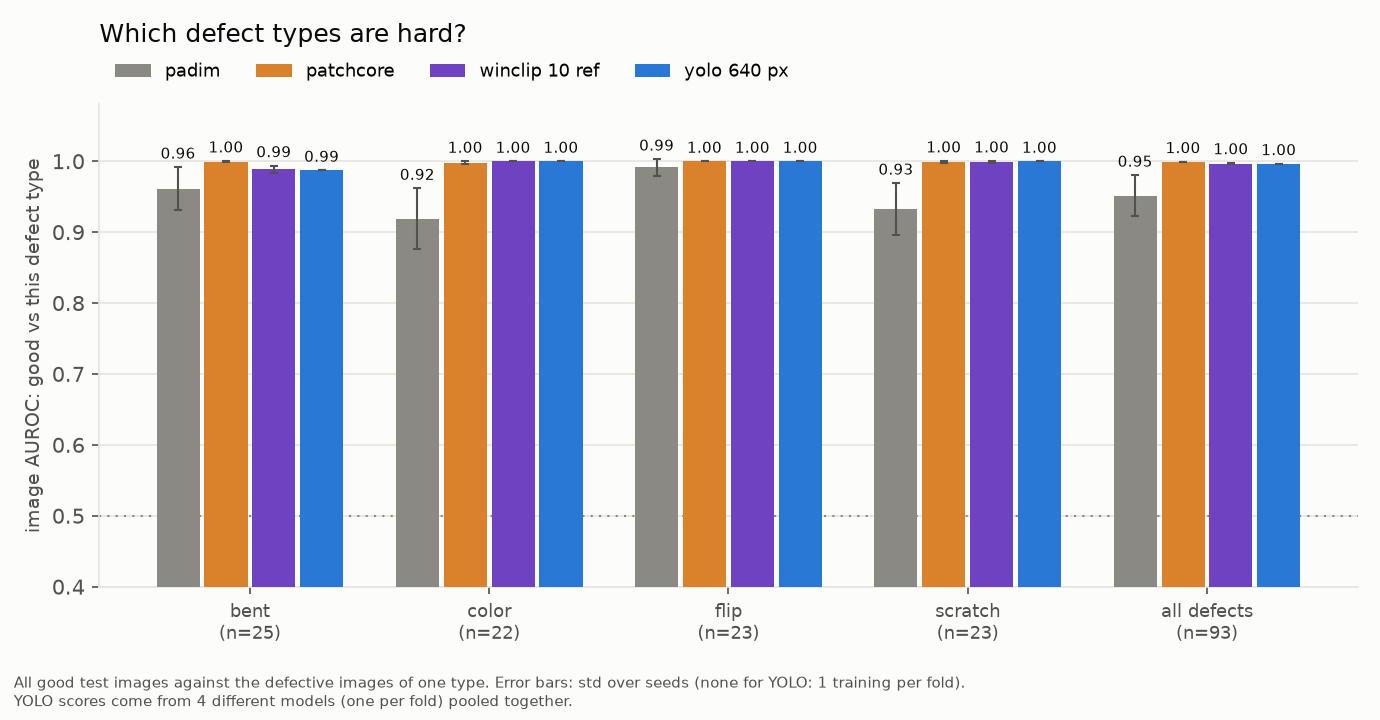 Which defect types are hard?
padim patchcore winclip 10 ref yolo 640 px
image AUROC: good vs this defect type
1.0
0.9
0.8
0.7
0.6
0.5
0.4
0.96 1.00 0.99 0.99
0.92 1.00 1.00 1.00
0.99 1.00 1.00 1.00
0.93 1.00 1.00 1.00
0.95 1.00 1.00 1.00
bent color flip scratch all defects
(n=25) (n=22) (n=23) (n=23) (n=93)
All good test images against the defective images of one type. Error bars: std over seeds (none for YOLO: 1 training per fold).
YOLO scores come from 4 different models (one per fold) pooled together.